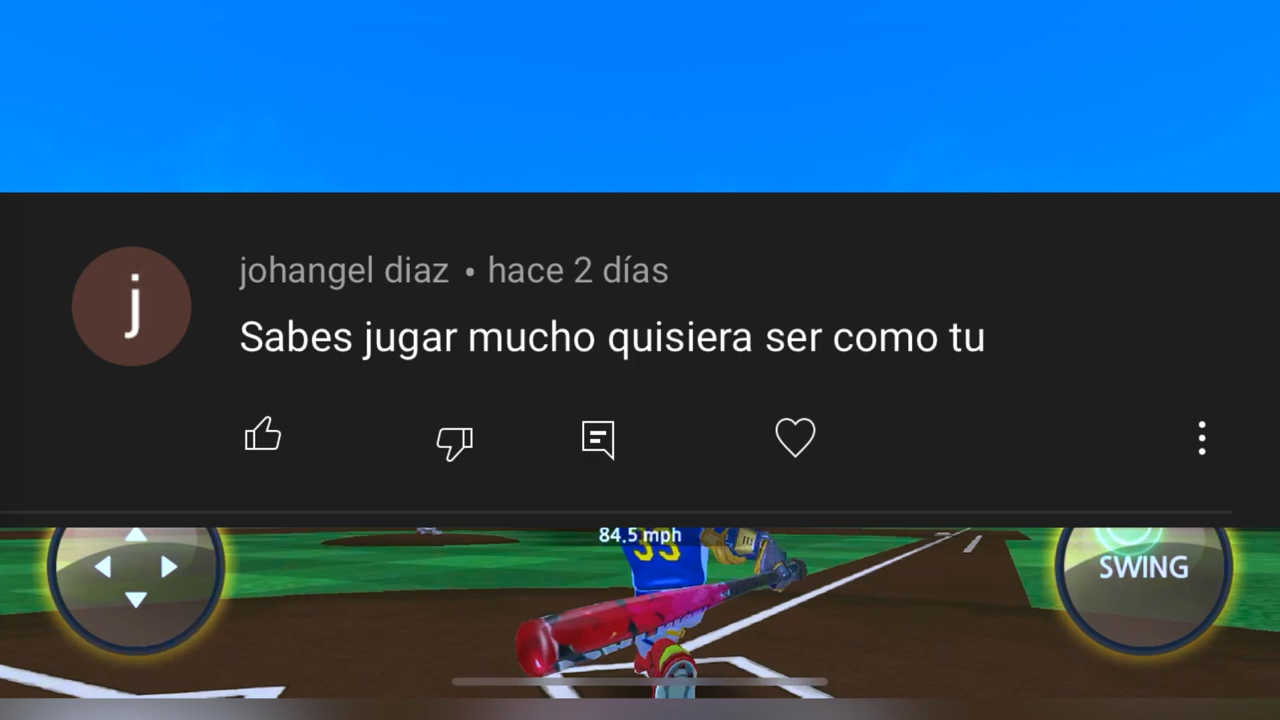 j
johangel diaz • hace 2 días
Sabes jugar mucho quisiera ser como tu
84.5 mph
SWING